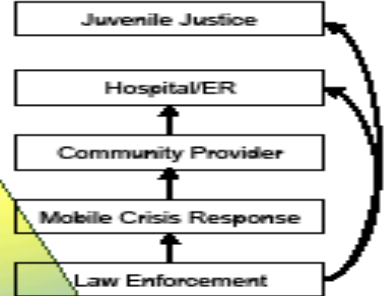 Juvenile Justice
Hospital/ER
Community Provider
Mobile Crisis Response
Law Enforcement